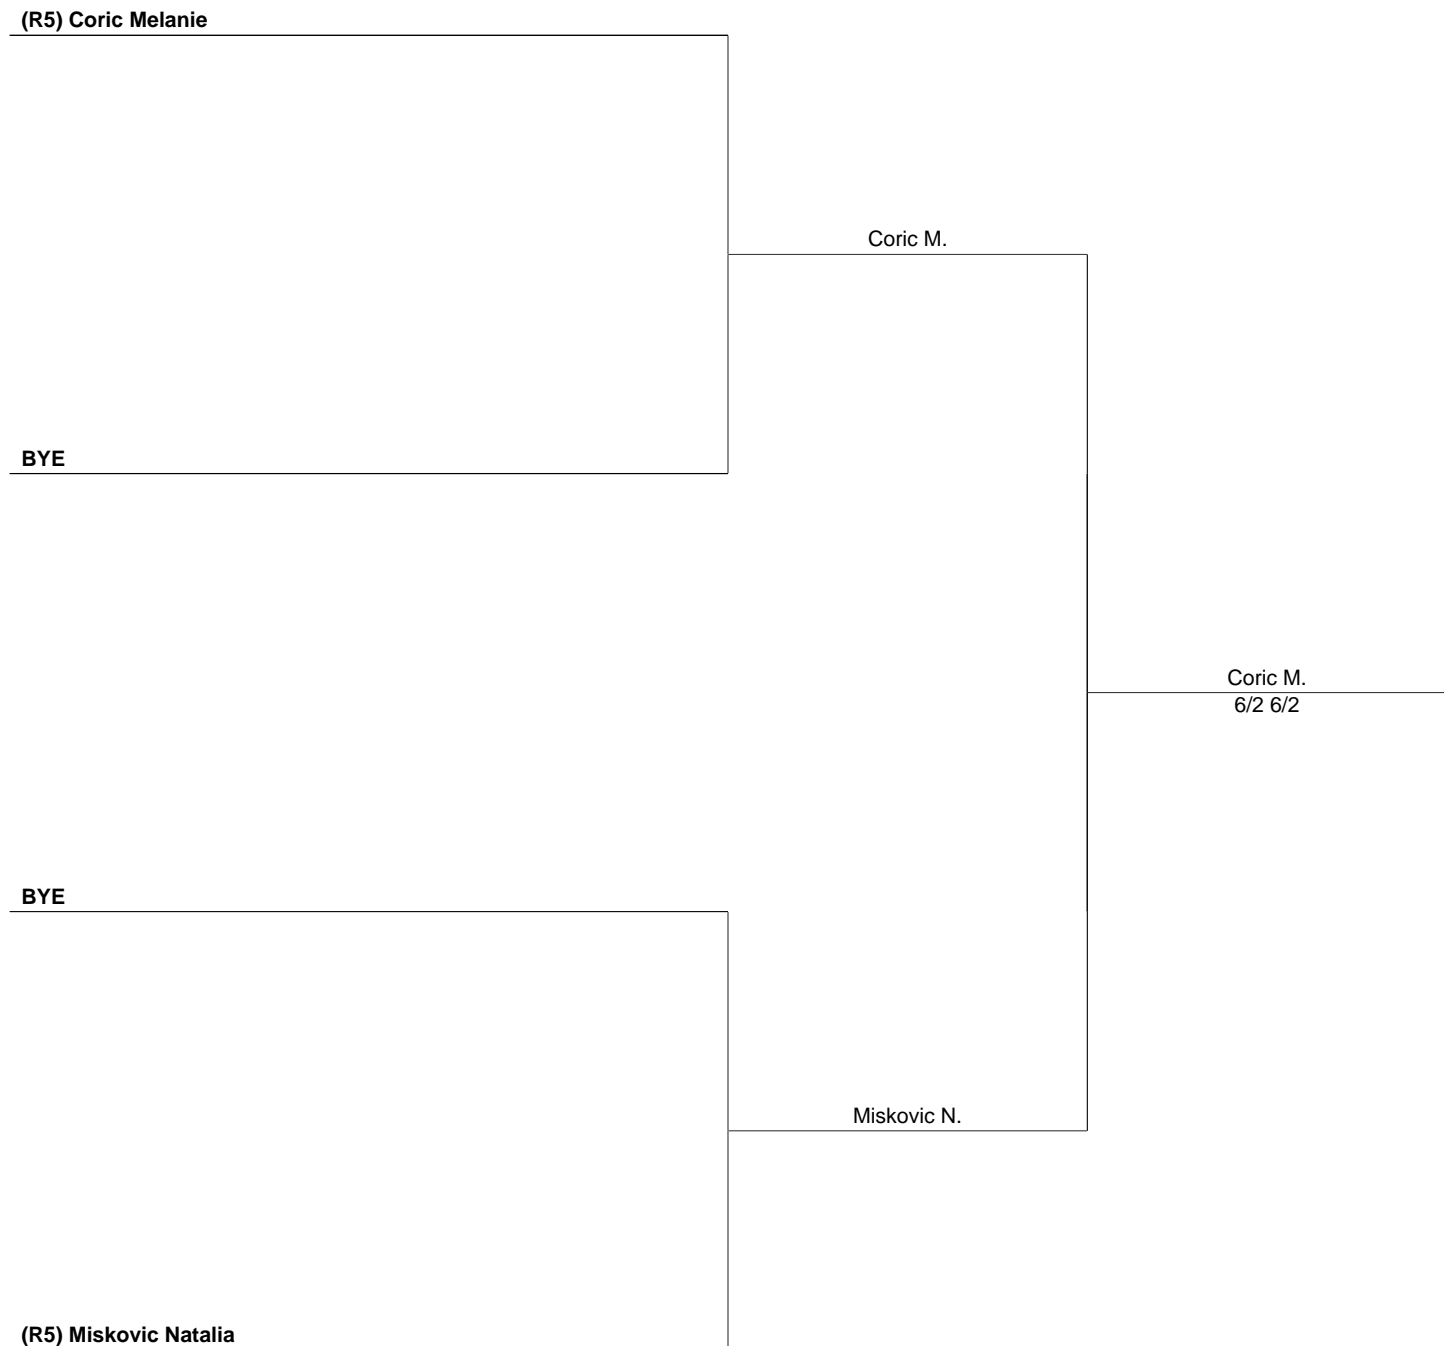 (R5) Coric Melanie
Coric M.
BYE
Coric M.
6/2 6/2
BYE
Miskovic N.
(R5) Miskovic Natalia